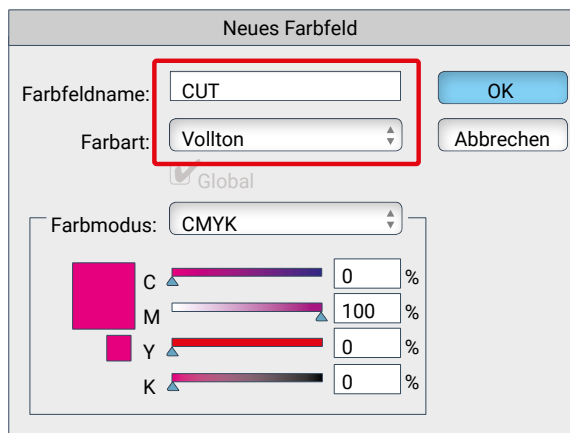 Neues Farbfeld
Farbfeldname: CUT OK
Farbart: Vollton Abbrechen
Global
Farbmodus: CMYK
C 0 %
M 100 %
Y 0 %
K 0 %